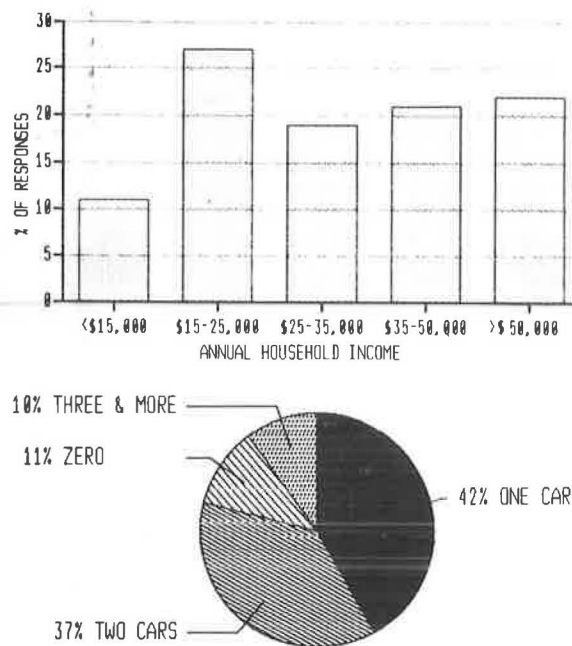 30
25
20
15
10
5
0
% OF RESPONSES
<$15,000 $15-25,000 $25-35,000 $35-50,000 >$50,000
ANNUAL HOUSEHOLD INCOME
10% THREE & MORE
11% ZERO
42% ONE CAR
37% TWO CARS